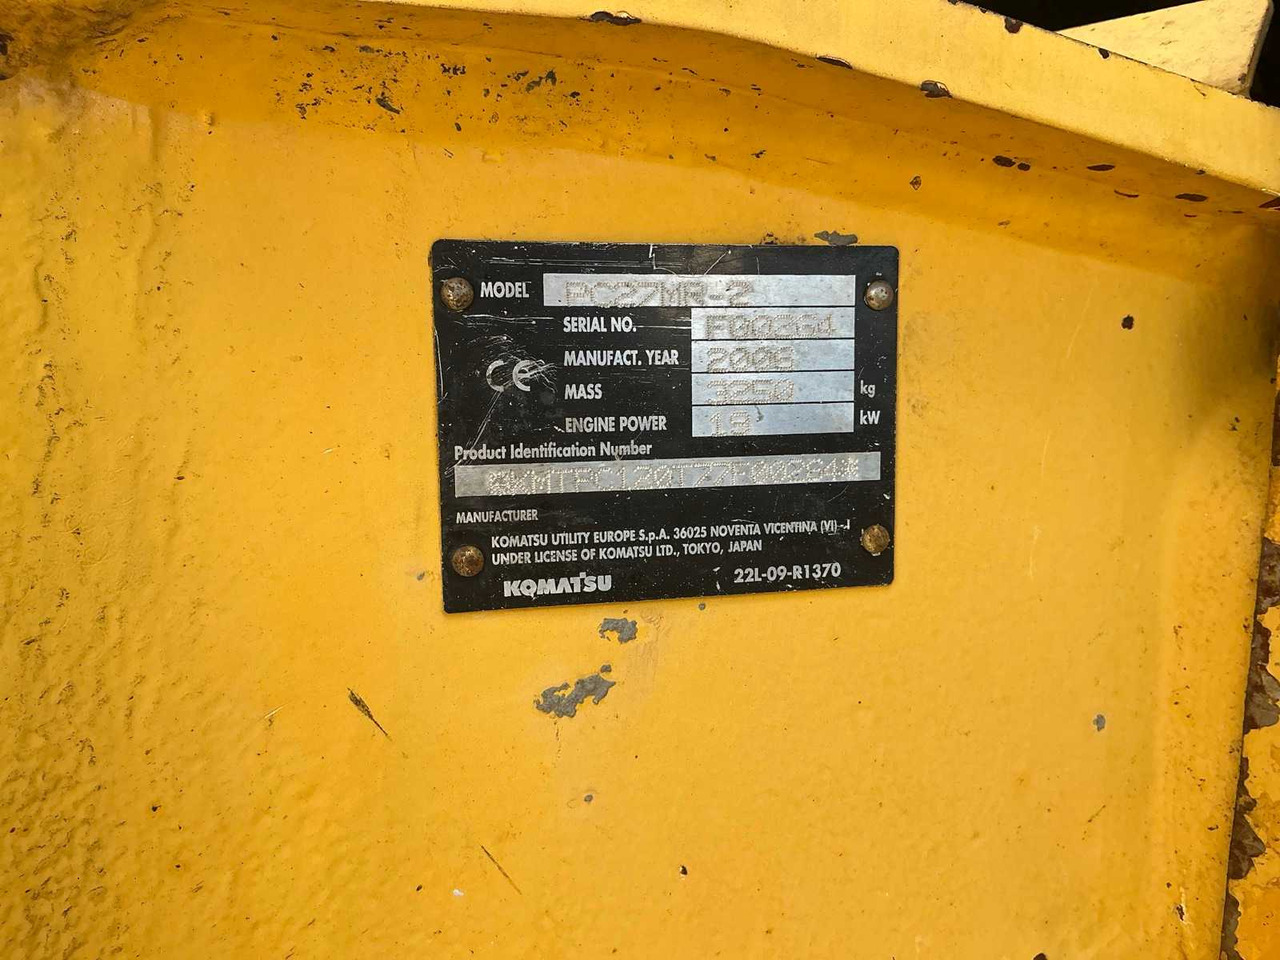 MODEL PC27MR-2
SERIAL NO.
MANUFACT. YEAR 2006
CE
MASS
kg
ENGINE POWER
kW
Product Identification Number
MANUFACTURER
KOMATSU UTILITY EUROPE S.p.A. 36025 NOVENTA VICENTINA (VI) - I
UNDER LICENSE OF KOMATSU LTD., TOKYO, JAPAN
KOMATSU 22L-09-R1370